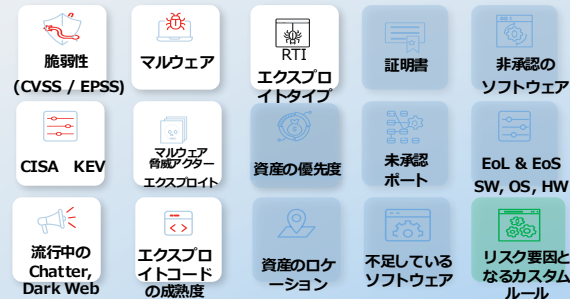 脆弱性
(CVSS / EPSS)
マルウェア
RTI
エクスプロ
イトタイプ
証明書
非承認の
ソフトウェア
CISA KEV
マルウェア
脅威アクター
エクスプロイト
資産の優先度
未承認
ポート
EoL & EoS
SW, OS, HW
流行中の
Chatter,
Dark Web
エクスプロ
イトコード
の成熟度
資産のロケ
ーション
不足している
ソフトウェア
リスク要因と
なるカスタム
ルール